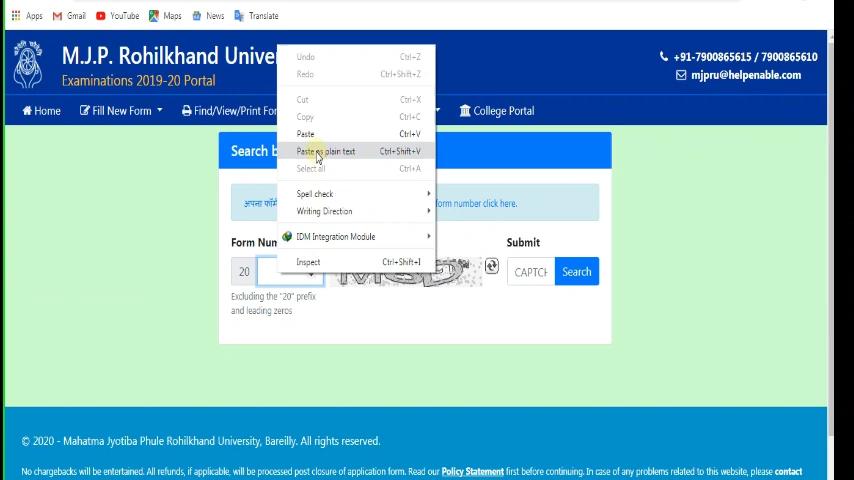 Apps Gmail YouTube Maps News Translate
M.J.P. Rohilkhand
Examinations 2019-20 Portal
+91-7900865615 / 7900865610
mjpru@helpenable.com
Home Fill New Form Find/View/Print College Portal
Undo Ctrl+Z
Redo Ctrl+Shift+Z
Cut Ctrl+X
Copy Ctrl+C
Paste Ctrl+V
Paste as plain text Ctrl+Shift+V
Select all Ctrl+A
Spell check
Writing Direction
IDM Integration Module
Inspect Ctrl+Shift+I
Search
अपना form number click here.
Form Submit
20 Search
Excluding the "20" prefix
and leading zeros
© 2020 - Mahatma Jyotiba Phule Rohilkhand University, Bareilly. All rights reserved.
No chargebacks will be entertained. All refunds, if applicable, will be processed post closure of application form. Read our Policy Statement first before continuing. In case of any problems related to this website, please contact